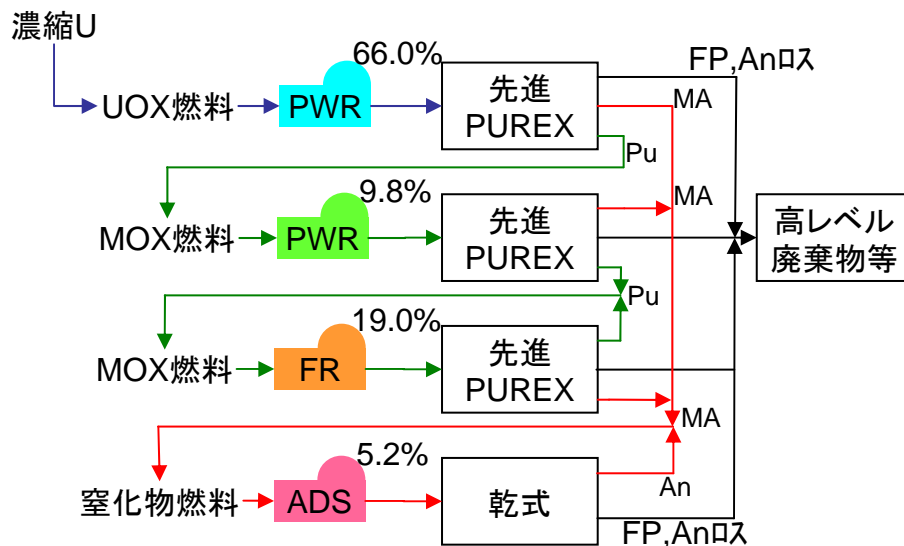 濃縮U
66.0%
FP,Anロス
UOX燃料
PWR
先進
PUREX
MA
Pu
9.8%
MA
MOX燃料
PWR
先進
PUREX
高レベル
廃棄物等
Pu
19.0%
MOX燃料
FR
先進
PUREX
MA
5.2%
An
窒化物燃料
ADS
乾式
FP,Anロス